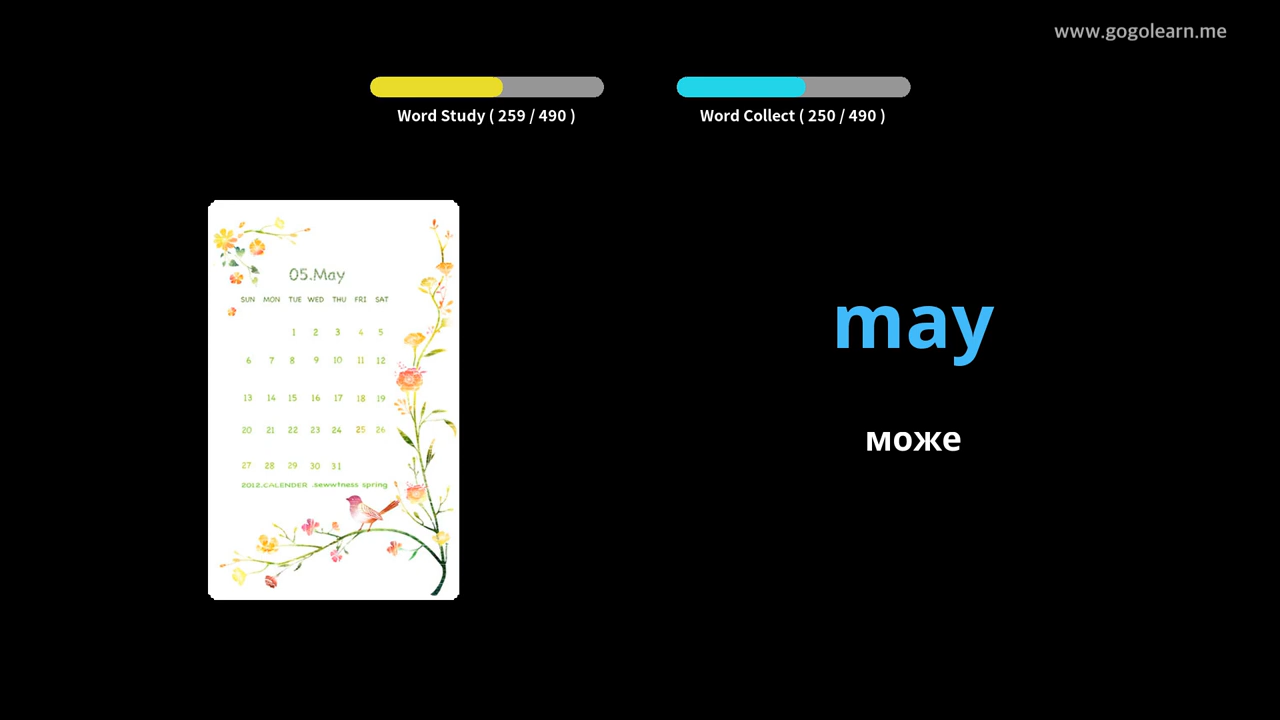 www.gogolearn.me
Word Study ( 259 / 490 )
Word Collect ( 250 / 490 )
05.May
SUN MON TUE WED THU FRI SAT
1 2 3 4 5
6 7 8 9 10 11 12
13 14 15 16 17 18 19
20 21 22 23 24 25 26
27 28 29 30 31
2012.CALENDER .sewwtness spring
may
може